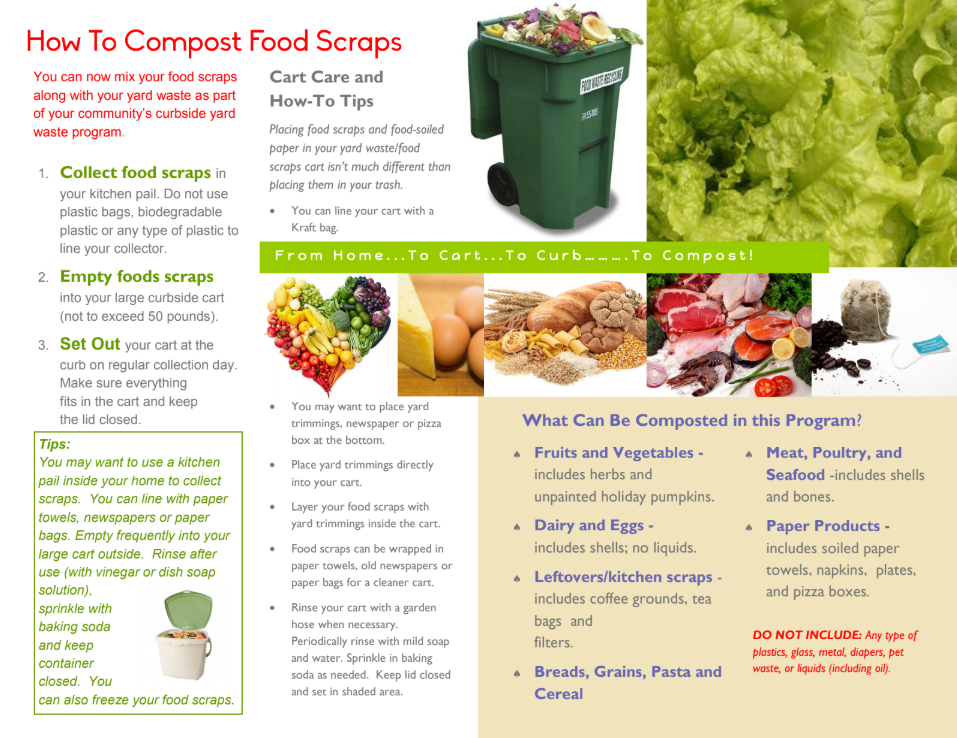 How To Compost Food Scraps
You can now mix your food scraps
along with your yard waste as part
of your community's curbside yard
waste program.
1. Collect food scraps in
your kitchen pail. Do not use
plastic bags, biodegradable
plastic or any type of plastic to
line your collector.
2. Empty foods scraps
into your large curbside cart
(not to exceed 50 pounds).
3. Set Out your cart at the
curb on regular collection day.
Make sure everything
fits in the cart and keep
the lid closed.
Tips:
You may want to use a kitchen
pail inside your home to collect
scraps. You can line with paper
towels, newspapers or paper
bags. Empty frequently into your
large cart outside. Rinse after
use (with vinegar or dish soap
solution),
sprinkle with
baking soda
and keep
container
closed. You
can also freeze your food scraps.
Cart Care and
How-To Tips
Placing food scraps and food-soiled
paper in your yard waste/food
scraps cart isn't much different than
placing them in your trash.
• You can line your cart with a
Kraft bag.
FOOD WASTE RECYCLING
From Home...To Cart...To Curb……….To Compost!
• You may want to place yard
trimmings, newspaper or pizza
box at the bottom.
• Place yard trimmings directly
into your cart.
• Layer your food scraps with
yard trimmings inside the cart.
• Food scraps can be wrapped in
paper towels, old newspapers or
paper bags for a cleaner cart.
• Rinse your cart with a garden
hose when necessary.
Periodically rinse with mild soap
and water. Sprinkle in baking
soda as needed. Keep lid closed
and set in shaded area.
What Can Be Composted in this Program?
♠ Fruits and Vegetables -
includes herbs and
unpainted holiday pumpkins.
♠ Dairy and Eggs -
includes shells; no liquids.
♠ Leftovers/kitchen scraps -
includes coffee grounds, tea
bags and
filters.
♠ Breads, Grains, Pasta and
Cereal
♠ Meat, Poultry, and
Seafood -includes shells
and bones.
♠ Paper Products -
includes soiled paper
towels, napkins, plates,
and pizza boxes.
DO NOT INCLUDE: Any type of
plastics, glass, metal, diapers, pet
waste, or liquids (including oil).